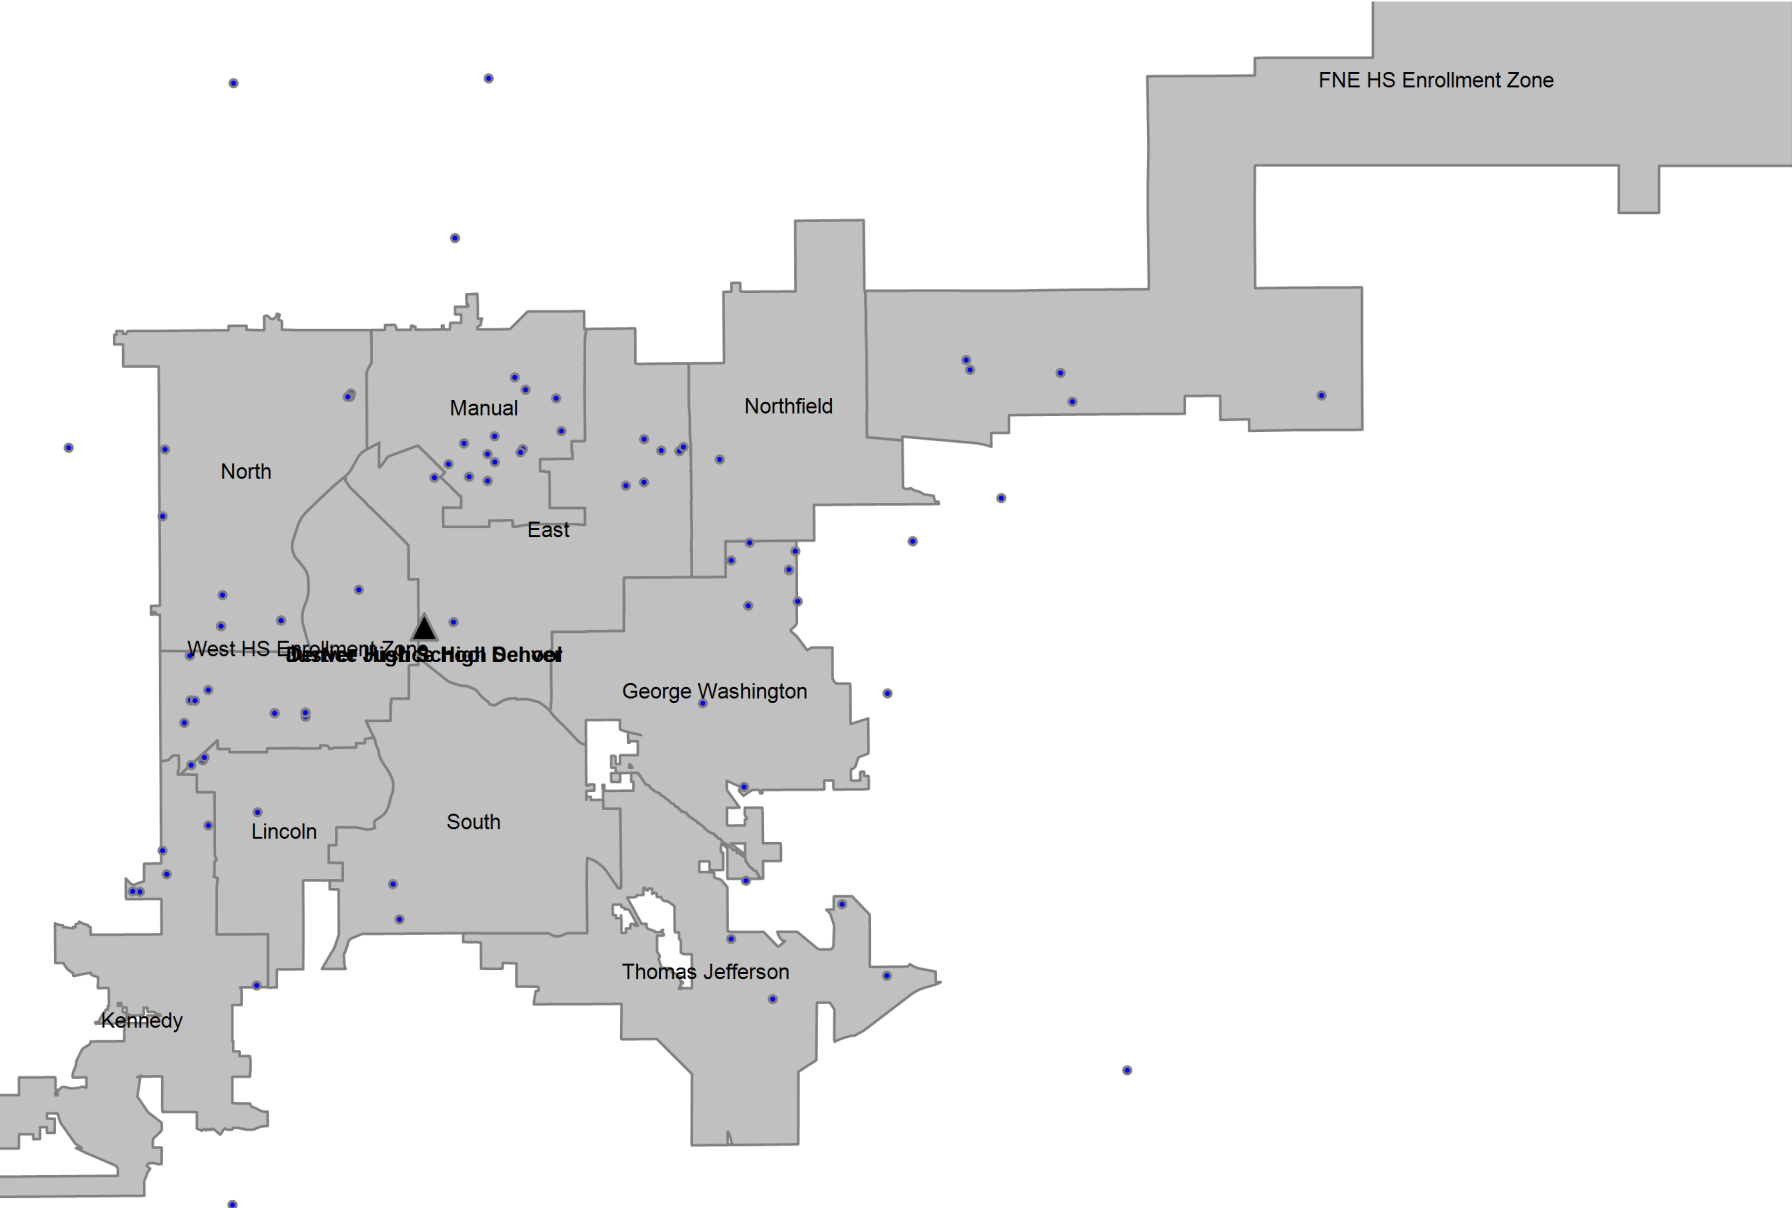 FNE HS Enrollment Zone
Manual
Northfield
North
East
West HS Enrollment Zone
George Washington
South
Lincoln
Thomas Jefferson
Kennedy